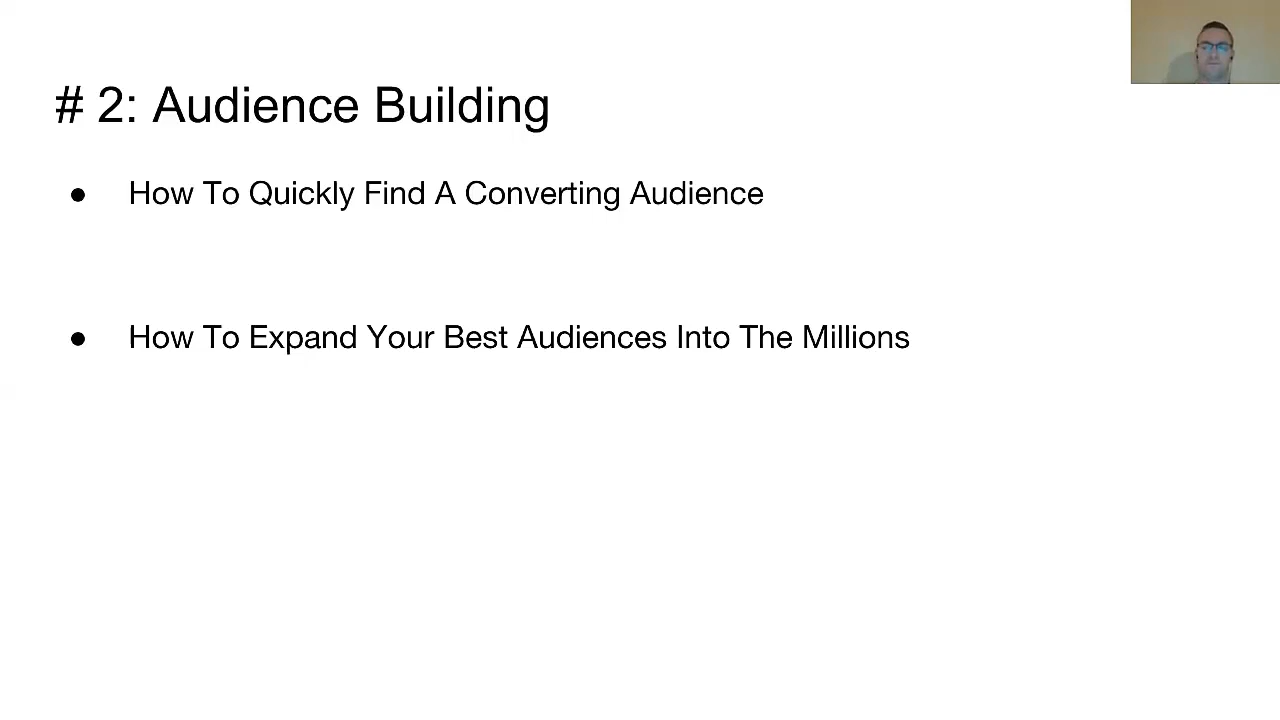 # 2: Audience Building
● How To Quickly Find A Converting Audience
● How To Expand Your Best Audiences Into The Millions